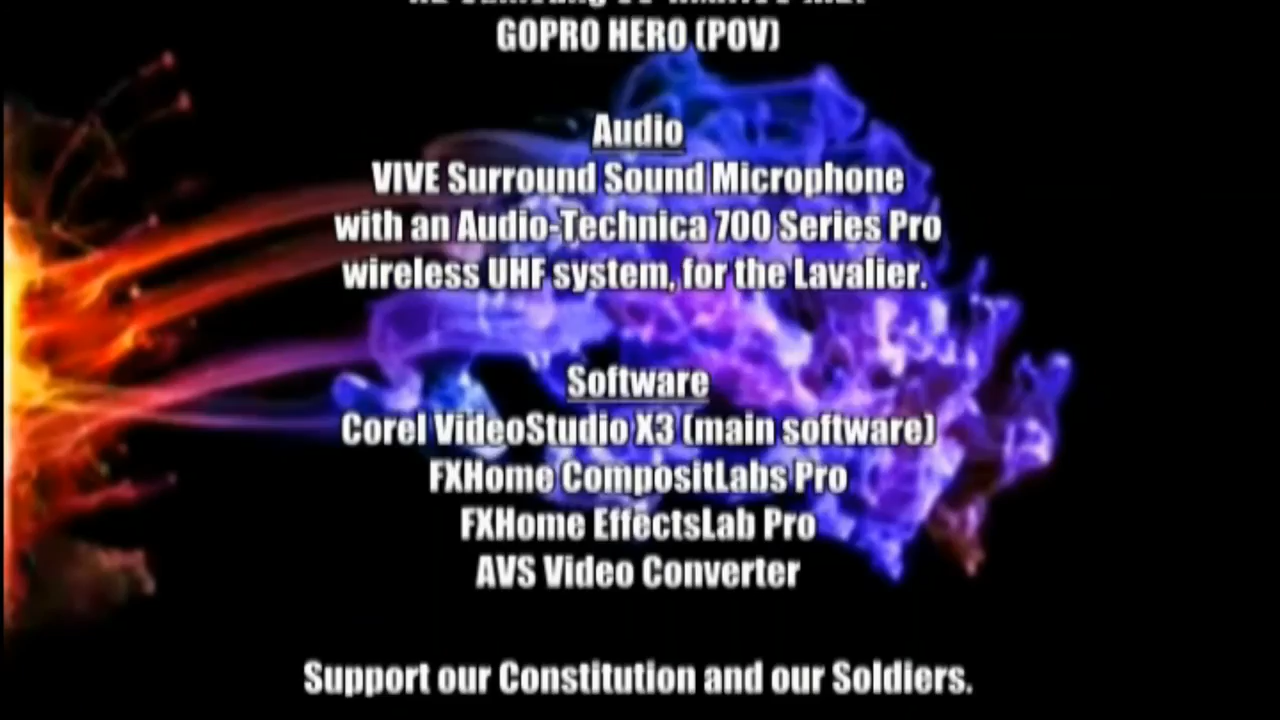 GOPRO HERO (POV)
Audio
VIVE Surround Sound Microphone
with an Audio-Technica 700 Series Pro
wireless UHF system, for the Lavalier.
Software
Corel VideoStudio X3 (main software)
FXHome CompositLabs Pro
FXHome EffectsLab Pro
AVS Video Converter
Support our Constitution and our Soldiers.